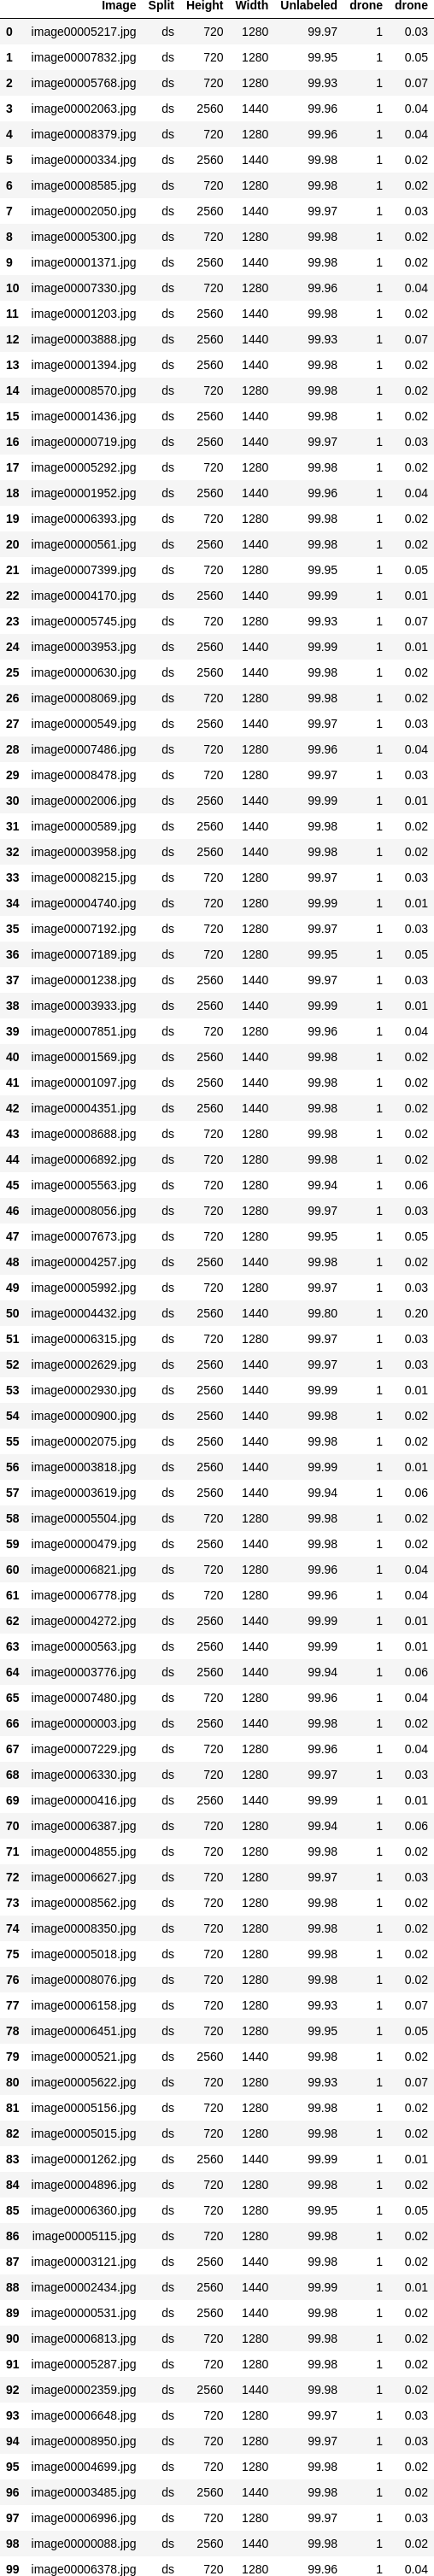 Image Split Height Width Unlabeled drone drone
0 image00005217.jpg ds 720 1280 99.97 1 0.03
1 image00007832.jpg ds 720 1280 99.95 1 0.05
2 image00005768.jpg ds 720 1280 99.93 1 0.07
3 image00002063.jpg ds 2560 1440 99.96 1 0.04
4 image00008379.jpg ds 720 1280 99.96 1 0.04
5 image00000334.jpg ds 2560 1440 99.98 1 0.02
6 image00008585.jpg ds 720 1280 99.98 1 0.02
7 image00002050.jpg ds 2560 1440 99.97 1 0.03
8 image00005300.jpg ds 720 1280 99.98 1 0.02
9 image00001371.jpg ds 2560 1440 99.98 1 0.02
10 image00007330.jpg ds 720 1280 99.96 1 0.04
11 image00001203.jpg ds 2560 1440 99.98 1 0.02
12 image00003888.jpg ds 2560 1440 99.93 1 0.07
13 image00001394.jpg ds 2560 1440 99.98 1 0.02
14 image00008570.jpg ds 720 1280 99.98 1 0.02
15 image00001436.jpg ds 2560 1440 99.98 1 0.02
16 image00000719.jpg ds 2560 1440 99.97 1 0.03
17 image00005292.jpg ds 720 1280 99.98 1 0.02
18 image00001952.jpg ds 2560 1440 99.96 1 0.04
19 image00006393.jpg ds 720 1280 99.98 1 0.02
20 image00000561.jpg ds 2560 1440 99.98 1 0.02
21 image00007399.jpg ds 720 1280 99.95 1 0.05
22 image00004170.jpg ds 2560 1440 99.99 1 0.01
23 image00005745.jpg ds 720 1280 99.93 1 0.07
24 image00003953.jpg ds 2560 1440 99.99 1 0.01
25 image00000630.jpg ds 2560 1440 99.98 1 0.02
26 image00008069.jpg ds 720 1280 99.98 1 0.02
27 image00000549.jpg ds 2560 1440 99.97 1 0.03
28 image00007486.jpg ds 720 1280 99.96 1 0.04
29 image00008478.jpg ds 720 1280 99.97 1 0.03
30 image00002006.jpg ds 2560 1440 99.99 1 0.01
31 image00000589.jpg ds 2560 1440 99.98 1 0.02
32 image00003958.jpg ds 2560 1440 99.98 1 0.02
33 image00008215.jpg ds 720 1280 99.97 1 0.03
34 image00004740.jpg ds 720 1280 99.99 1 0.01
35 image00007192.jpg ds 720 1280 99.97 1 0.03
36 image00007189.jpg ds 720 1280 99.95 1 0.05
37 image00001238.jpg ds 2560 1440 99.97 1 0.03
38 image00003933.jpg ds 2560 1440 99.99 1 0.01
39 image00007851.jpg ds 720 1280 99.96 1 0.04
40 image00001569.jpg ds 2560 1440 99.98 1 0.02
41 image00001097.jpg ds 2560 1440 99.98 1 0.02
42 image00004351.jpg ds 2560 1440 99.98 1 0.02
43 image00008688.jpg ds 720 1280 99.98 1 0.02
44 image00006892.jpg ds 720 1280 99.98 1 0.02
45 image00005563.jpg ds 720 1280 99.94 1 0.06
46 image00008056.jpg ds 720 1280 99.97 1 0.03
47 image00007673.jpg ds 720 1280 99.95 1 0.05
48 image00004257.jpg ds 2560 1440 99.98 1 0.02
49 image00005992.jpg ds 720 1280 99.97 1 0.03
50 image00004432.jpg ds 2560 1440 99.80 1 0.20
51 image00006315.jpg ds 720 1280 99.97 1 0.03
52 image00002629.jpg ds 2560 1440 99.97 1 0.03
53 image00002930.jpg ds 2560 1440 99.99 1 0.01
54 image00000900.jpg ds 2560 1440 99.98 1 0.02
55 image00002075.jpg ds 2560 1440 99.98 1 0.02
56 image00003818.jpg ds 2560 1440 99.99 1 0.01
57 image00003619.jpg ds 2560 1440 99.94 1 0.06
58 image00005504.jpg ds 720 1280 99.98 1 0.02
59 image00000479.jpg ds 2560 1440 99.98 1 0.02
60 image00006821.jpg ds 720 1280 99.96 1 0.04
61 image00006778.jpg ds 720 1280 99.96 1 0.04
62 image00004272.jpg ds 2560 1440 99.99 1 0.01
63 image00000563.jpg ds 2560 1440 99.99 1 0.01
64 image00003776.jpg ds 2560 1440 99.94 1 0.06
65 image00007480.jpg ds 720 1280 99.96 1 0.04
66 image00000003.jpg ds 2560 1440 99.98 1 0.02
67 image00007229.jpg ds 720 1280 99.96 1 0.04
68 image00006330.jpg ds 720 1280 99.97 1 0.03
69 image00000416.jpg ds 2560 1440 99.99 1 0.01
70 image00006387.jpg ds 720 1280 99.94 1 0.06
71 image00004855.jpg ds 720 1280 99.98 1 0.02
72 image00006627.jpg ds 720 1280 99.97 1 0.03
73 image00008562.jpg ds 720 1280 99.98 1 0.02
74 image00008350.jpg ds 720 1280 99.98 1 0.02
75 image00005018.jpg ds 720 1280 99.98 1 0.02
76 image00008076.jpg ds 720 1280 99.98 1 0.02
77 image00006158.jpg ds 720 1280 99.93 1 0.07
78 image00006451.jpg ds 720 1280 99.95 1 0.05
79 image00000521.jpg ds 2560 1440 99.98 1 0.02
80 image00005622.jpg ds 720 1280 99.93 1 0.07
81 image00005156.jpg ds 720 1280 99.98 1 0.02
82 image00005015.jpg ds 720 1280 99.98 1 0.02
83 image00001262.jpg ds 2560 1440 99.99 1 0.01
84 image00004896.jpg ds 720 1280 99.98 1 0.02
85 image00006360.jpg ds 720 1280 99.95 1 0.05
86 image00005115.jpg ds 720 1280 99.98 1 0.02
87 image00003121.jpg ds 2560 1440 99.98 1 0.02
88 image00002434.jpg ds 2560 1440 99.99 1 0.01
89 image00000531.jpg ds 2560 1440 99.98 1 0.02
90 image00006813.jpg ds 720 1280 99.98 1 0.02
91 image00005287.jpg ds 720 1280 99.98 1 0.02
92 image00002359.jpg ds 2560 1440 99.98 1 0.02
93 image00006648.jpg ds 720 1280 99.97 1 0.03
94 image00008950.jpg ds 720 1280 99.97 1 0.03
95 image00004699.jpg ds 720 1280 99.98 1 0.02
96 image00003485.jpg ds 2560 1440 99.98 1 0.02
97 image00006996.jpg ds 720 1280 99.97 1 0.03
98 image00000088.jpg ds 2560 1440 99.98 1 0.02
99 image00006378.jpg ds 720 1280 99.96 1 0.04